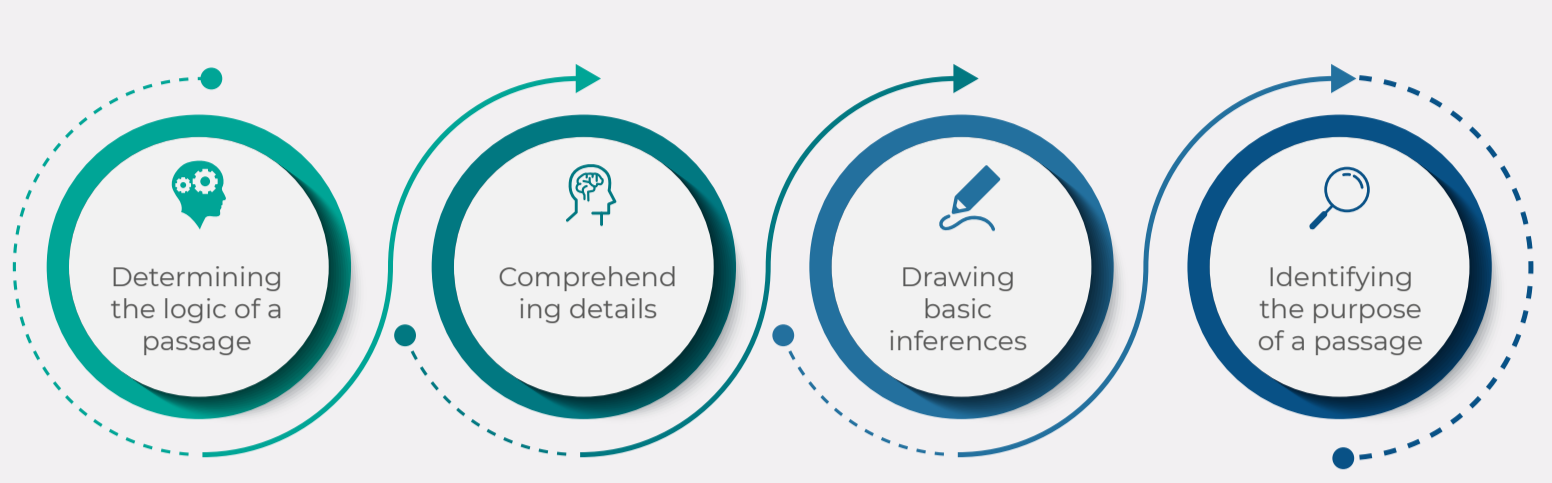 Determining
the logic of a
passage
Comprehend
ing details
Drawing
basic
inferences
Identifying
the purpose
of a passage